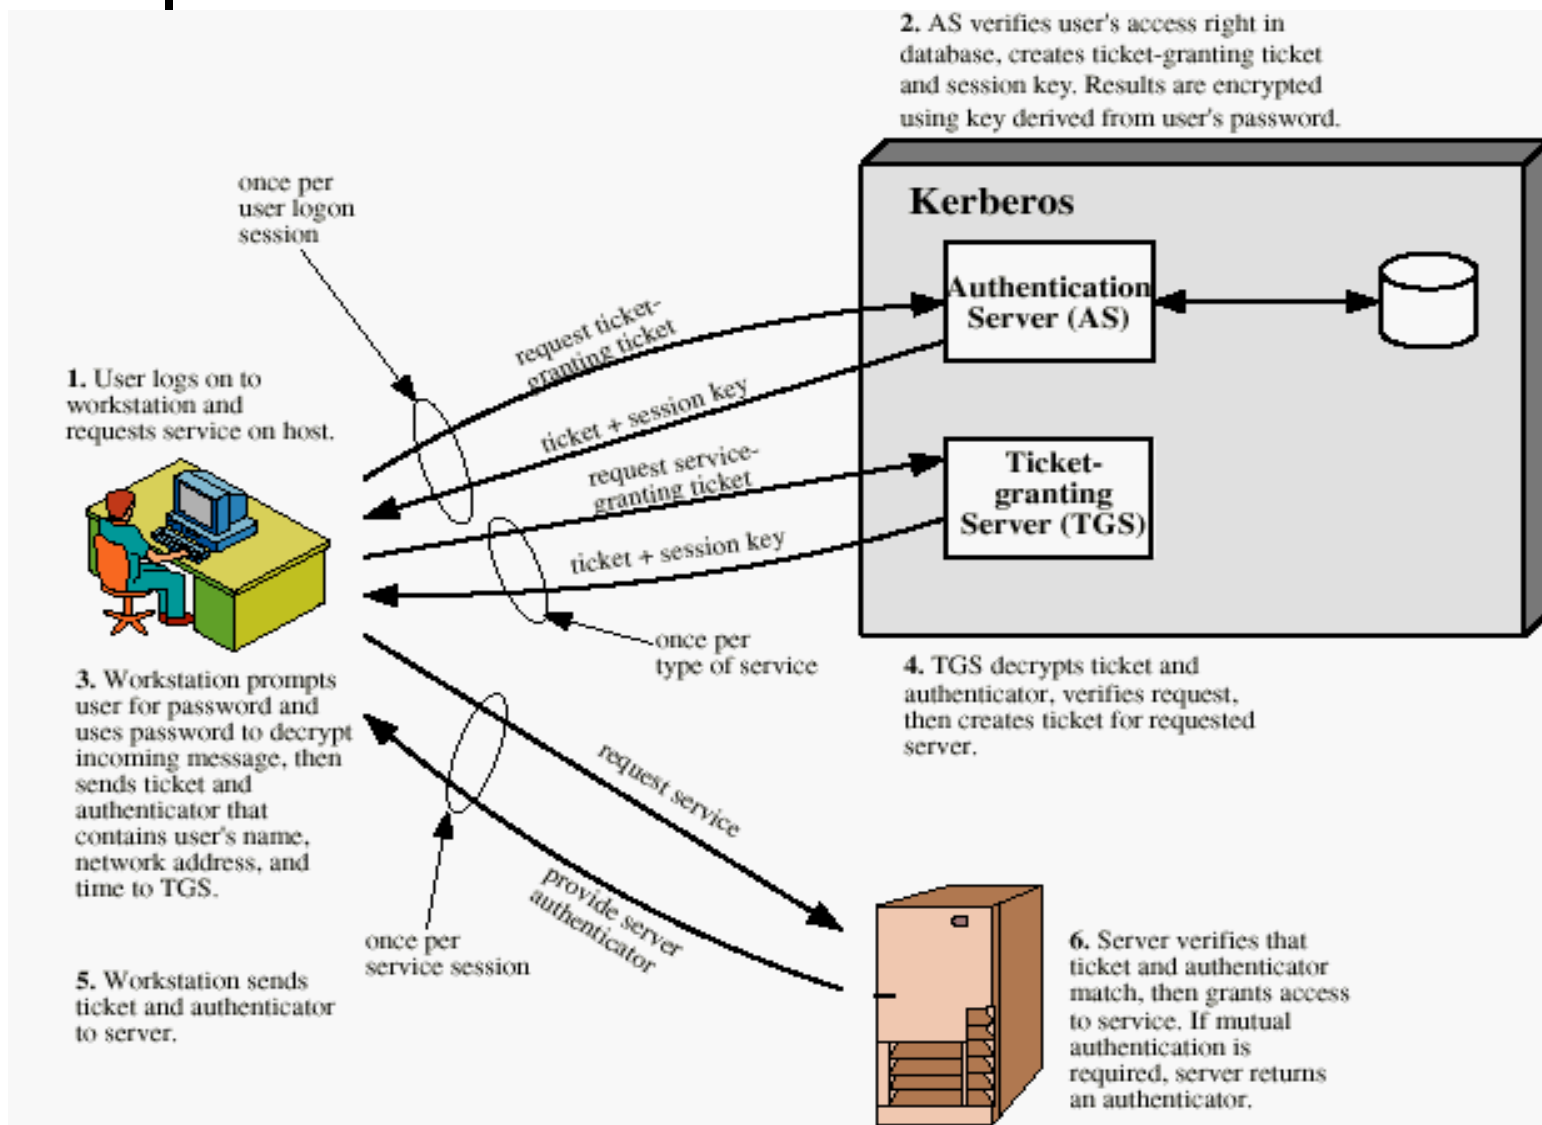 2. AS verifies user's access right in
database, creates ticket-granting ticket
and session key. Results are encrypted
using key derived from user's password.
once per
user logon
session
Kerberos
Authentication
Server (AS)
request ticket-
granting ticket
1. User logs on to
workstation and
requests service on host.
ticket + session key
request service-
granting ticket
Ticket-
granting
Server (TGS)
ticket + session key
once per
type of service
3. Workstation prompts
user for password and
uses password to decrypt
incoming message, then
sends ticket and
authenticator that
contains user's name,
network address, and
time to TGS.
4. TGS decrypts ticket and
authenticator, verifies request,
then creates ticket for requested
server.
request service
provide server
authenticator
once per
service session
5. Workstation sends
ticket and authenticator
to server.
6. Server verifies that
ticket and authenticator
match, then grants access
to service. If mutual
authentication is
required, server returns
an authenticator.